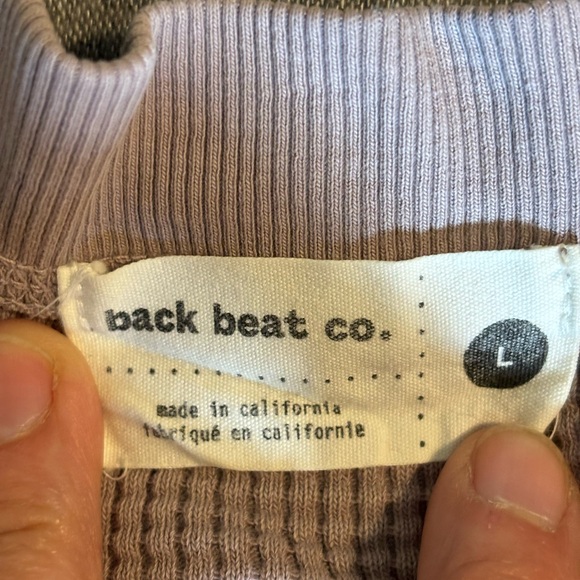 back beat co.
L
made in california
fabriqué en californie